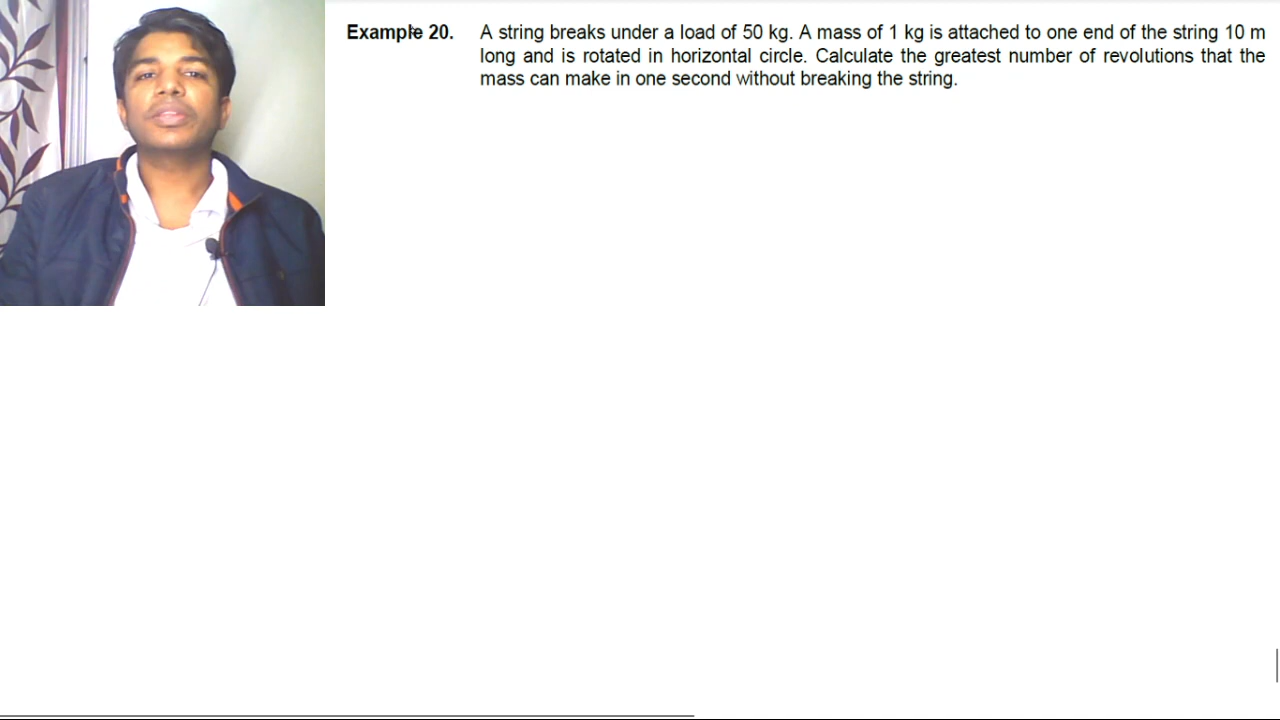 Example 20. A string breaks under a load of 50 kg. A mass of 1 kg is attached to one end of the string 10 m
long and is rotated in horizontal circle. Calculate the greatest number of revolutions that the
mass can make in one second without breaking the string.